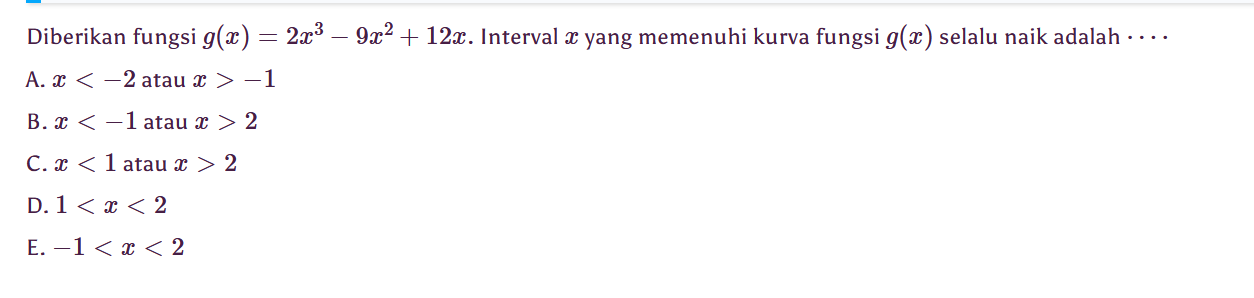 Diberikan fungsi g(x) = 2x³ − 9x² + 12x. Interval x yang memenuhi kurva fungsi g(x) selalu naik adalah ⋅⋅⋅⋅
A. x < −2 atau x > −1
B. x < −1 atau x > 2
C. x < 1 atau x > 2
D. 1 < x < 2
E. −1 < x < 2